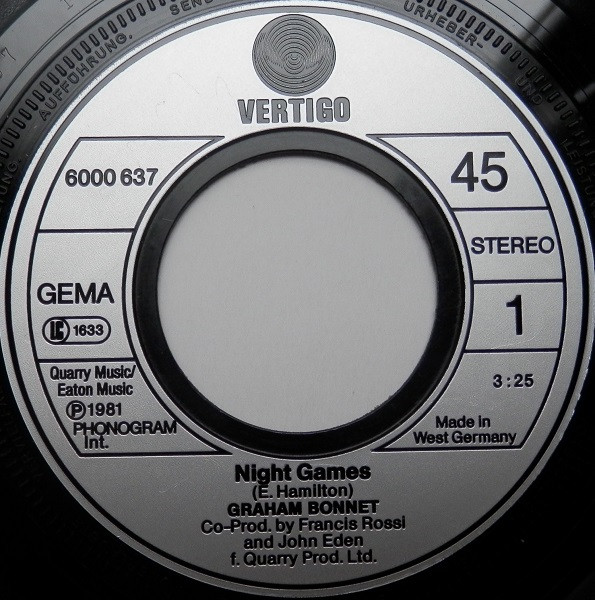 SENDUNG
URHEBER-
AUFFÜHRUNG,
VERTIGO
6000 637
45
STEREO
GEMA
LC 1633
1
Quarry Music/
Eaton Music
3:25
℗ 1981
PHONOGRAM
Int.
Made in
West Germany
Night Games
(E. Hamilton)
GRAHAM BONNET
Co-Prod. by Francis Rossi
and John Eden
f. Quarry Prod. Ltd.